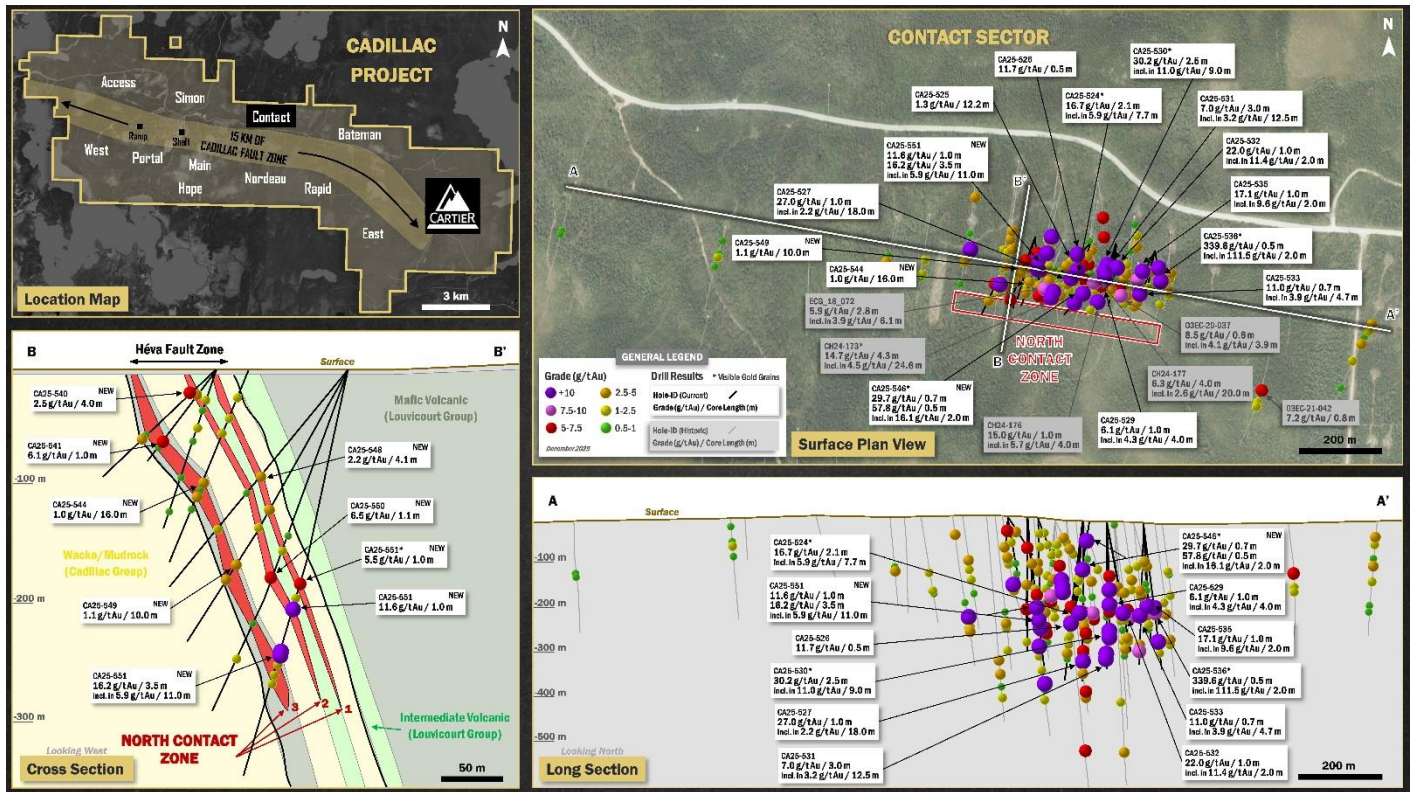 CADILLAC
PROJECT
N
Access
Simon
Contact
Bateman
Ramp
Shaft
15 KM OF
CADILLAC FAULT ZONE
West
Portal
Main
Hope
Nordeau
Rapid
East
CARTIER
Location Map
3 km
CONTACT SECTOR
N
CA25-530*
30.2 g/tAu / 2.5 m
incl. in 11.0 g/tAu / 9.0 m
CA25-526
11.7 g/tAu / 0.5 m
CA25-524*
16.7 g/tAu / 2.1 m
incl. in 5.9 g/tAu / 7.7 m
CA25-525
1.3 g/tAu / 12.2 m
CA25-531
7.0 g/tAu / 3.0 m
incl. in 3.2 g/tAu / 12.5 m
CA25-551 NEW
11.6 g/tAu / 1.0 m
16.2 g/tAu / 3.5 m
incl. in 5.9 g/tAu / 11.0 m
CA25-532
22.0 g/tAu / 1.0 m
incl. in 11.4 g/tAu / 2.0 m
A
B'
CA25-527
27.0 g/tAu / 1.0 m
incl. in 2.2 g/tAu / 18.0 m
CA25-535
17.1 g/tAu / 1.0 m
incl. in 9.6 g/tAu / 2.0 m
CA25-549 NEW
1.1 g/tAu / 10.0 m
CA25-536*
339.6 g/tAu / 0.5 m
incl. in 111.5 g/tAu / 2.0 m
CA25-544 NEW
1.0 g/tAu / 16.0 m
CA25-533
11.0 g/tAu / 0.7 m
incl. in 3.9 g/tAu / 4.7 m
ECG_18_072
5.9 g/tAu / 2.8 m
incl. in 3.9 g/tAu / 6.1 m
A'
O3EC-20-037
8.5 g/tAu / 0.8 m
incl. in 4.1 g/tAu / 3.9 m
CH24-173*
14.7 g/tAu / 4.3 m
incl. in 4.5 g/tAu / 24.6 m
B
NORTH
CONTACT
ZONE
CH24-177
6.3 g/tAu / 4.0 m
incl. in 2.6 g/tAu / 20.0 m
CA25-546* NEW
29.7 g/tAu / 0.7 m
57.8 g/tAu / 0.5 m
incl. in 16.1 g/tAu / 2.0 m
O3EC-21-042
7.2 g/tAu / 0.8 m
CA25-529
6.1 g/tAu / 1.0 m
incl. in 4.3 g/tAu / 4.0 m
CH24-176
15.0 g/tAu / 1.0 m
incl. in 5.7 g/tAu / 4.0 m
GENERAL LEGEND
Grade (g/tAu)
+10
2.5-5
7.5-10
1-2.5
5-7.5
0.5-1
Drill Results * Visible Gold Grains
Hole-ID (Current)
Grade (g/tAu) / Core Length (m)
Hole-ID (Historic)
Grade (g/tAu) / Core Length (m)
December 2025
Surface Plan View
200 m
B
Héva Fault Zone
B'
Surface
CA25-540 NEW
2.5 g/tAu / 4.0 m
Mafic Volcanic
(Louvicourt Group)
CA25-541 NEW
6.1 g/tAu / 1.0 m
CA25-548 NEW
2.2 g/tAu / 4.1 m
-100 m
CA25-544 NEW
1.0 g/tAu / 16.0 m
CA25-550 NEW
6.5 g/tAu / 1.1 m
CA25-551* NEW
5.5 g/tAu / 1.0 m
Wacke/Mudrock
(Cadillac Group)
CA25-551 NEW
11.6 g/tAu / 1.0 m
-200 m
CA25-549 NEW
1.1 g/tAu / 10.0 m
CA25-551 NEW
16.2 g/tAu / 3.5 m
incl. in 5.9 g/tAu / 11.0 m
3
2
1
-300 m
NORTH CONTACT
ZONE
Intermediate Volcanic
(Louvicourt Group)
Looking West
Cross Section
50 m
A
A'
Surface
-100 m
CA25-524*
16.7 g/tAu / 2.1 m
incl. in 5.9 g/tAu / 7.7 m
CA25-546* NEW
29.7 g/tAu / 0.7 m
57.8 g/tAu / 0.5 m
incl. in 16.1 g/tAu / 2.0 m
-200 m
CA25-551 NEW
11.6 g/tAu / 1.0 m
16.2 g/tAu / 3.5 m
incl. in 5.9 g/tAu / 11.0 m
CA25-529
6.1 g/tAu / 1.0 m
incl. in 4.3 g/tAu / 4.0 m
CA25-535
17.1 g/tAu / 1.0 m
incl. in 9.6 g/tAu / 2.0 m
-300 m
CA25-526
11.7 g/tAu / 0.5 m
CA25-530*
30.2 g/tAu / 2.5 m
incl. in 11.0 g/tAu / 9.0 m
CA25-536*
339.6 g/tAu / 0.5 m
incl. in 111.5 g/tAu / 2.0 m
-400 m
CA25-527
27.0 g/tAu / 1.0 m
incl. in 2.2 g/tAu / 18.0 m
CA25-533
11.0 g/tAu / 0.7 m
incl. in 3.9 g/tAu / 4.7 m
-500 m
CA25-531
7.0 g/tAu / 3.0 m
incl. in 3.2 g/tAu / 12.5 m
CA25-532
22.0 g/tAu / 1.0 m
incl. in 11.4 g/tAu / 2.0 m
Looking North
Long Section
200 m